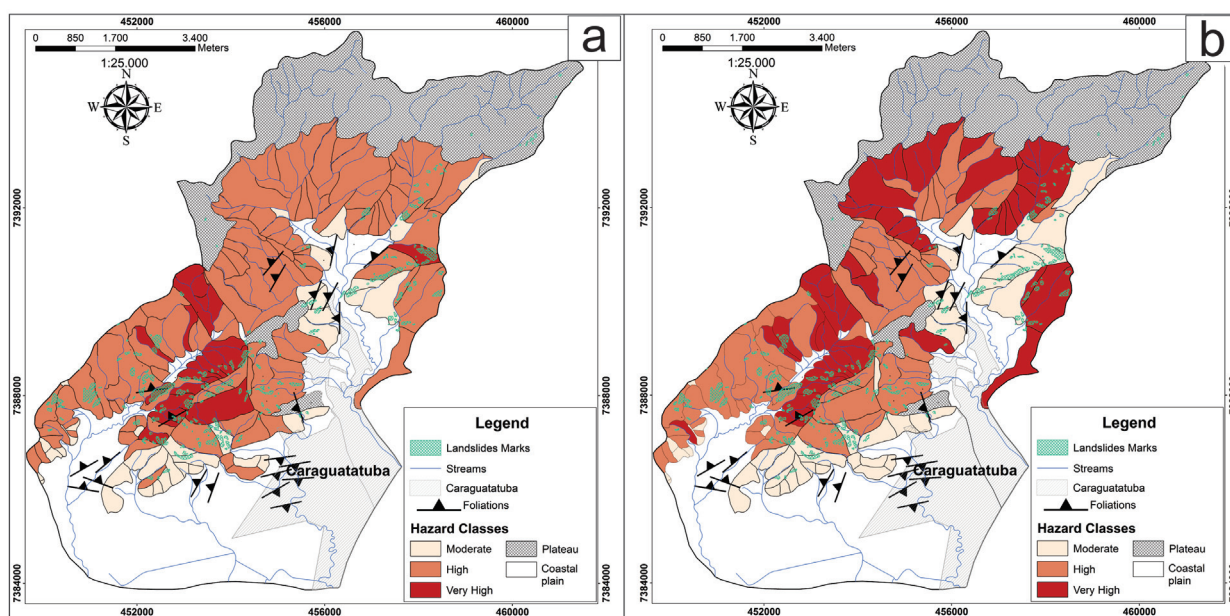 452000 456000 460000
0 850 1.700 3.400
Meters
1:25.000
N
W E
S
a
7392000
7388000
7384000
Caraguatatuba
Legend
Landslides Marks
Streams
Caraguatatuba
Foliations
Hazard Classes
Moderate Plateau
High Coastal
plain
Very High
452000 456000 460000
452000 456000 460000
0 850 1.700 3.400
Meters
1:25.000
N
W E
S
b
7392000
7388000
7384000
Caraguatatuba
Legend
Landslides Marks
Streams
Caraguatatuba
Foliations
Hazard Classes
Moderate Plateau
High Coastal
plain
Very High
452000 456000 460000